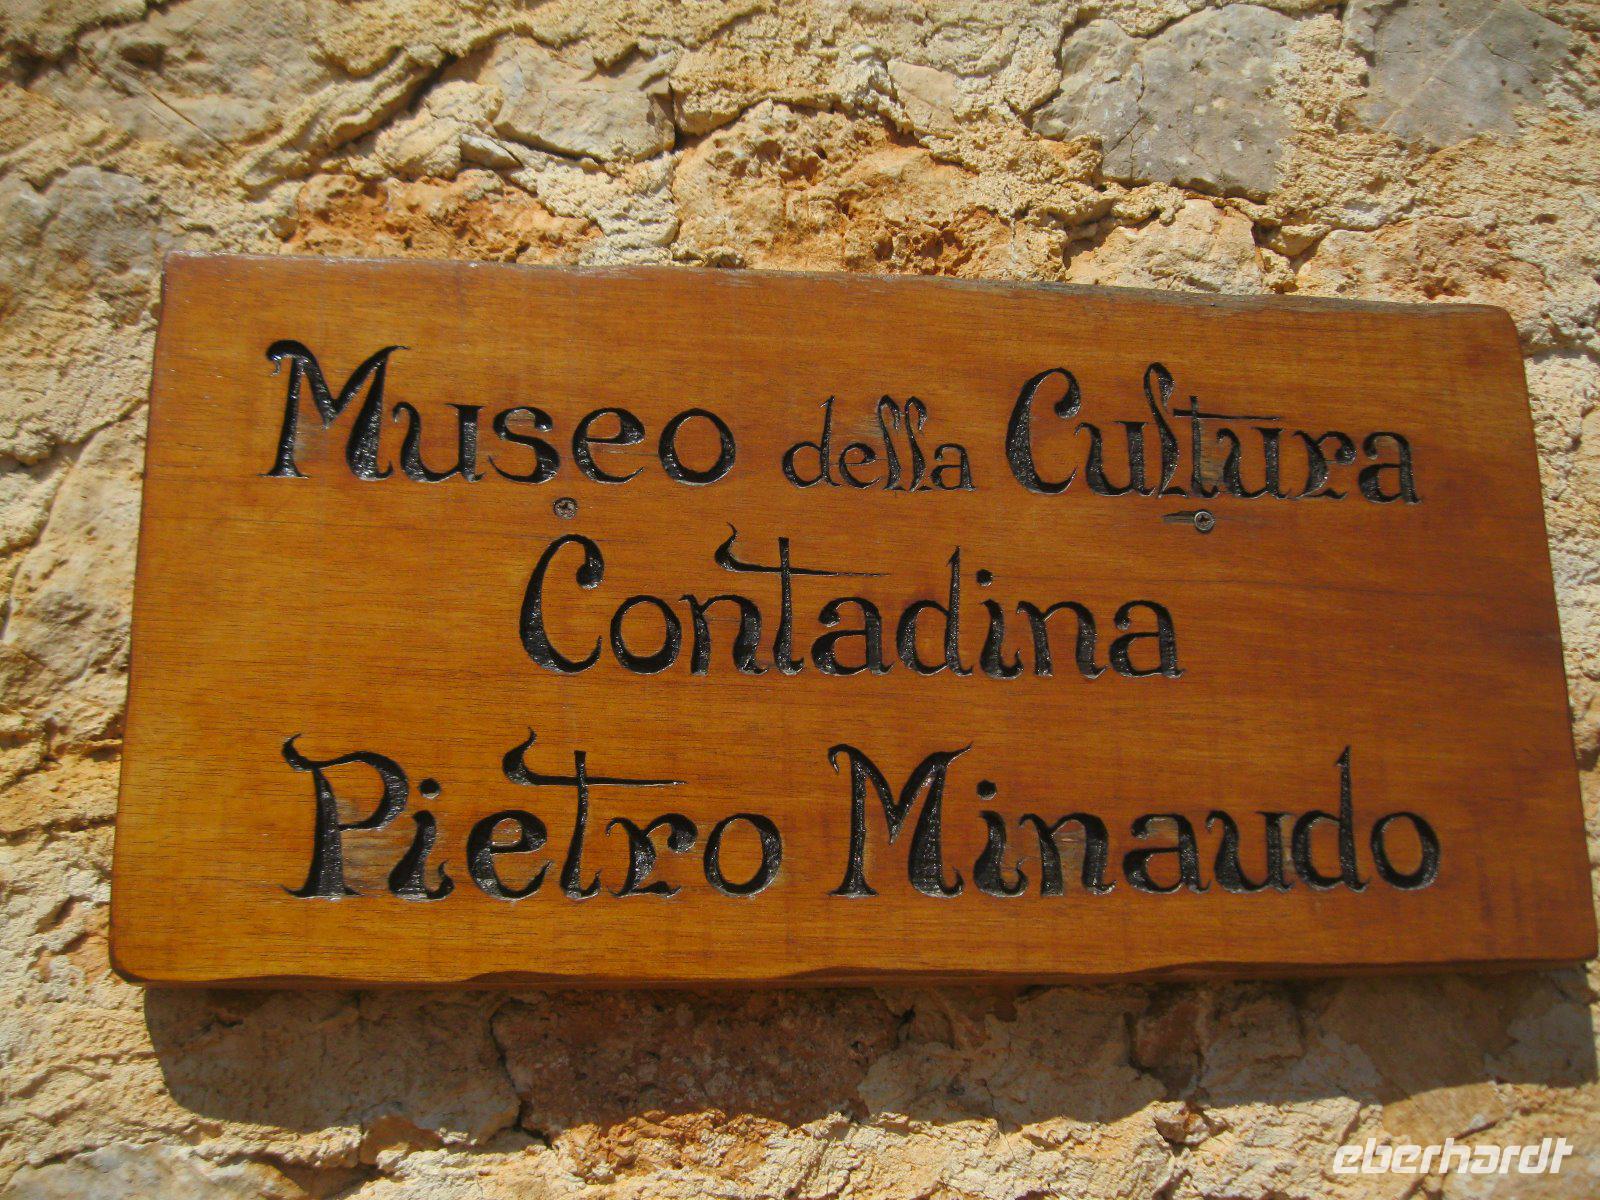 Museo della Cultura
Contadina
Pietro Minaudo
eberhardt